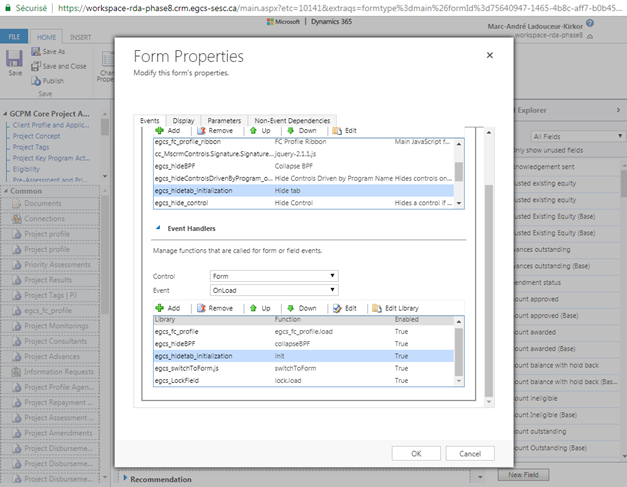 Sécurisé | https://workspace-rda-phase8.crm.egcs-sesc.ca/main.aspx?etc=10141&extraqs=formtype%3dmain%26formId%3d75640947-1465-4b8c-aff7-b0b45...
Microsoft | Dynamics 365
Marc-André Ladouceur-Kirkor
workspace-rda-phase8
FILE HOME INSERT
Save
Save As
Save and Close
Publish
Save
Form Properties
Modify this form's properties.
Events Display Parameters Non-Event Dependencies
Add Remove Up Down Edit
egcs_fc_profile_ribbon FC Profile Ribbon Main JavaScript f...
cc_MscrmControls.Signature.Signature... jquery-2.1.1.js
egcs_hideBPF Collapse BPF
egcs_hideControlsDrivenByProgram_o... Hide Controls Driven by Program Name Hides controls on...
egcs_hidetab_initialization Hide tab
egcs_hide_control Hide Control Hides a control if ...
Event Handlers
Manage functions that are called for form or field events.
Control Form
Event OnLoad
Add Remove Up Down Edit Edit Library
Library Function Enabled
egcs_fc_profile egcs_fc_profile.load True
egcs_hideBPF collapseBPF True
egcs_hidetab_initialization init True
egcs_switchToForm.js switchToForm True
egcs_LockField lock.load True
OK Cancel
GCPM Core Project A...
Client Profile and Applic...
Project Concept
Project Tags
Project Key Program Act...
Eligibility
Pre-Assessment and Pri...
Common
Documents
Connections
Project profile
Project profile
Priority Assessments
Project Results
Project Tags | PJ
egcs_fc_profile
Project Monitorings
Project Consultants
Project Advances
Information Requests
Project Profile Agen...
Project Repayment ...
Project Assessment ...
Project Amendments
Project Disburseme...
Project Disburseme...
Project Disburseme...
Recommendation
d Explorer
All Fields
Only show unused fields
nowledgement sent
usted existing equity
usted existing equity
usted Existing Equity (Base)
usted Existing Equity (Base)
vances outstanding
endment status
ount approved
ount approved (Base)
ount awarded
ount awarded (Base)
ount balance with hold back
ount balance with hold back (Bas...
ount ineligible
ount Ineligible (Base)
ount outstanding
ount Outstanding (Base)
New Field